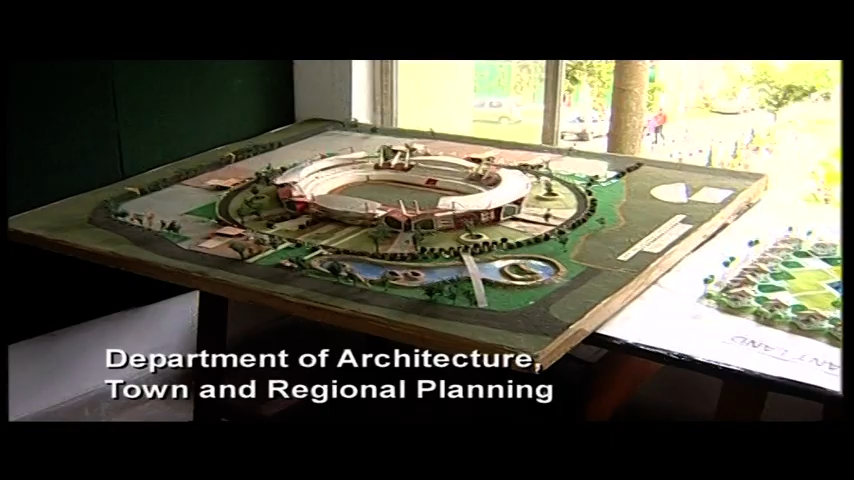 Department of Architecture,
Town and Regional Planning